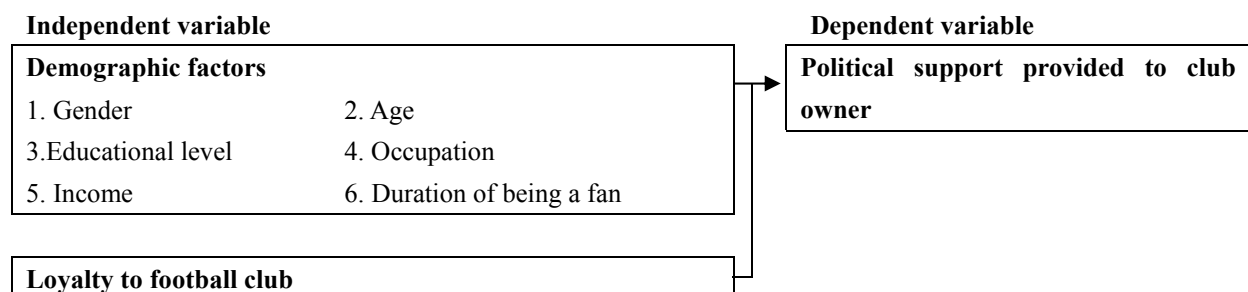 Independent variable
Dependent variable
Demographic factors
1. Gender 2. Age
3.Educational level 4. Occupation
5. Income 6. Duration of being a fan
Political support provided to club
owner
Loyalty to football club